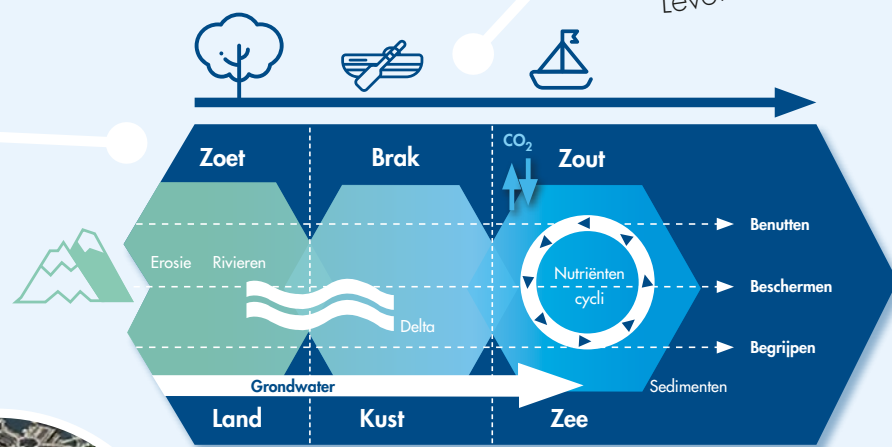 Zoet
Brak
CO₂
Zout
Benutten
Erosie
Rivieren
Nutriënten
cycli
Beschermen
Delta
Begrijpen
Grondwater
Sedimenten
Land
Kust
Zee